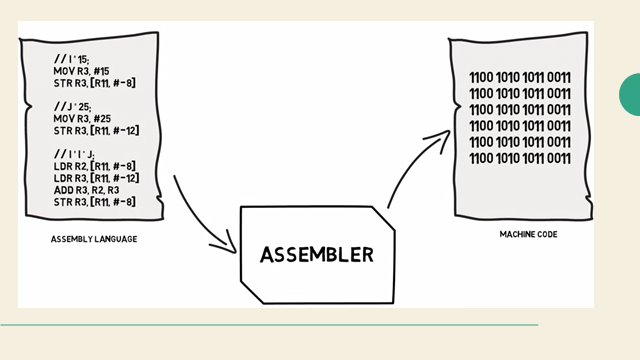 //I'15;
MOV R3, #15
STR R3, [R11, #-8]
//J'25;
MOV R3, #25
STR R3, [R11, #-12]
//I'I'J;
LDR R2, [R11, #-8]
LDR R3, [R11, #-12]
ADD R3, R2, R3
STR R3, [R11, #-8]
ASSEMBLY LANGUAGE
ASSEMBLER
1100 1010 1011 0011
1100 1010 1011 0011
1100 1010 1011 0011
1100 1010 1011 0011
1100 1010 1011 0011
1100 1010 1011 0011
MACHINE CODE